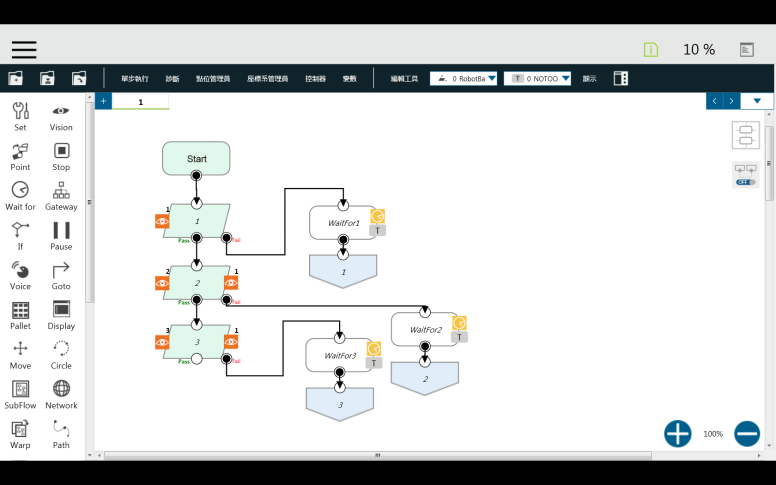 10 %
單步執行 診斷 點位管理員 座標系管理員 控制器 變數 編輯工具 0 RobotBa T 0 NOTOO 顯示
+ 1
Set Vision
Point Stop
Wait for Gateway
If Pause
Voice Goto
Pallet Display
Move Circle
SubFlow Network
Warp Path
Start
1
1
Pass Fail
WaitFor1
T
1
2 1
2
Pass Fail
WaitFor2
T
2
3 1
3
Pass Fail
WaitFor3
T
3
OFF
100%